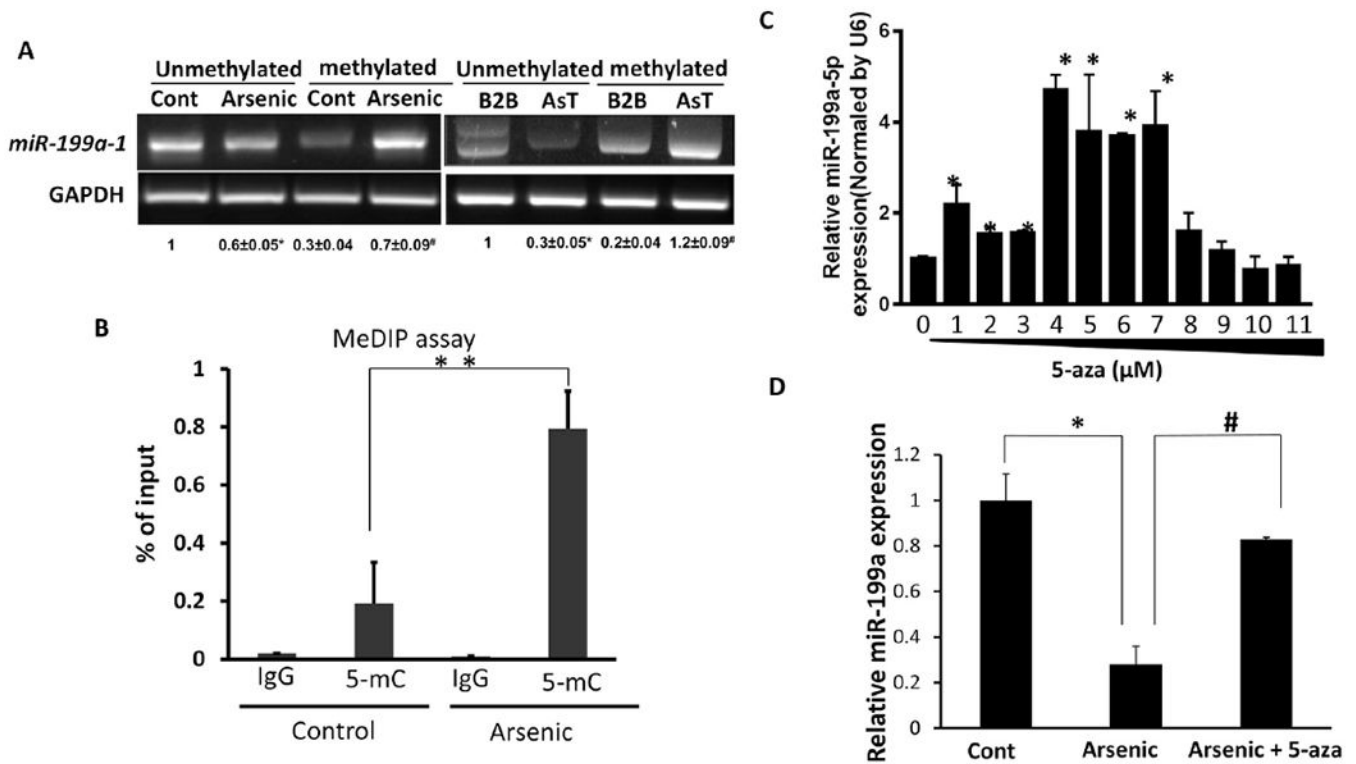 A
Unmethylated methylated Unmethylated methylated
Cont Arsenic Cont Arsenic B2B AsT B2B AsT
miR-199a-1
GAPDH
1 0.6±0.05* 0.3±0.04 0.7±0.09# 1 0.3±0.05* 0.2±0.04 1.2±0.09#
B
MeDIP assay
* *
% of input
1
0.8
0.6
0.4
0.2
0
IgG 5-mC IgG 5-mC
Control Arsenic
C
Relative miR-199a-5p
expression(Normaled by U6)
6
4
2
0
* * * * * * *
0 1 2 3 4 5 6 7 8 9 10 11
5-aza (µM)
D
Relative miR-199a expression
* #
1.2
1
0.8
0.6
0.4
0.2
0
Cont Arsenic Arsenic + 5-aza